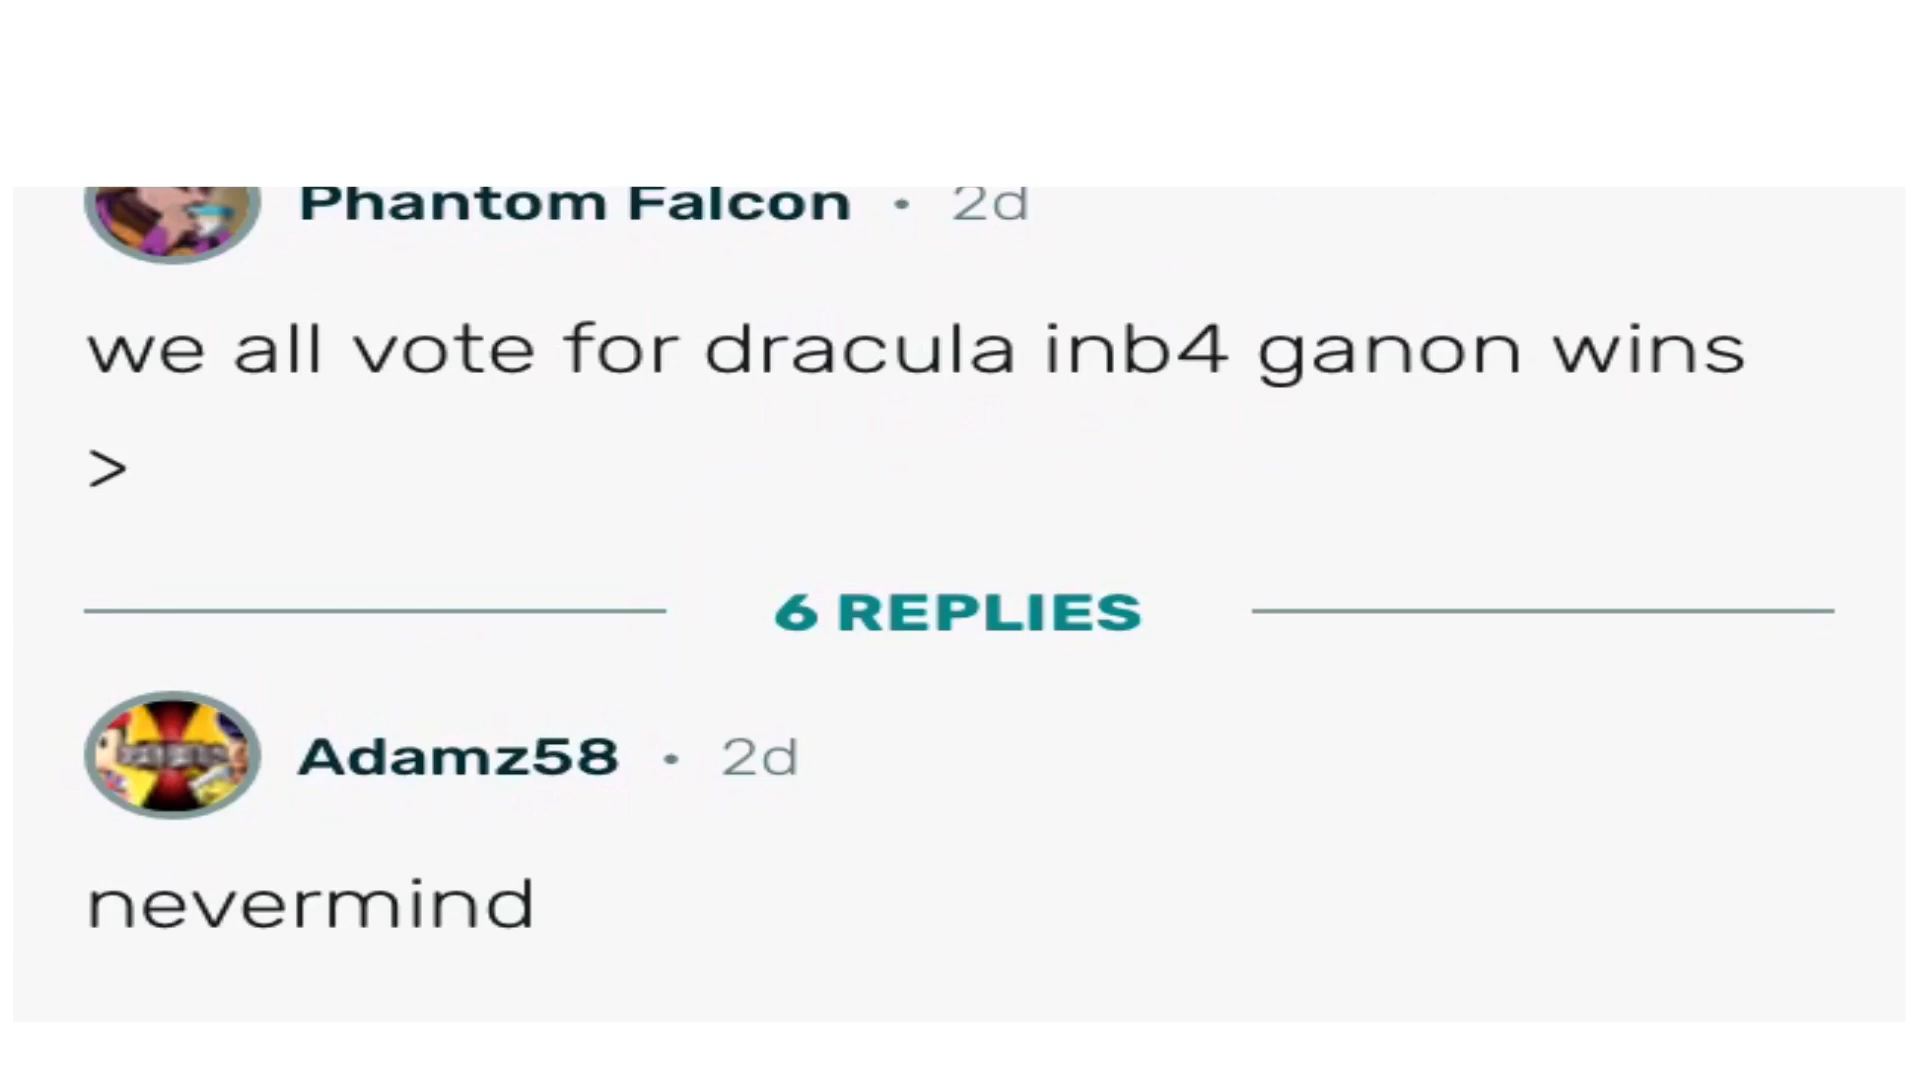 Phantom Falcon • 2d
we all vote for dracula inb4 ganon wins
>
6 REPLIES
Adamz58 • 2d
nevermind